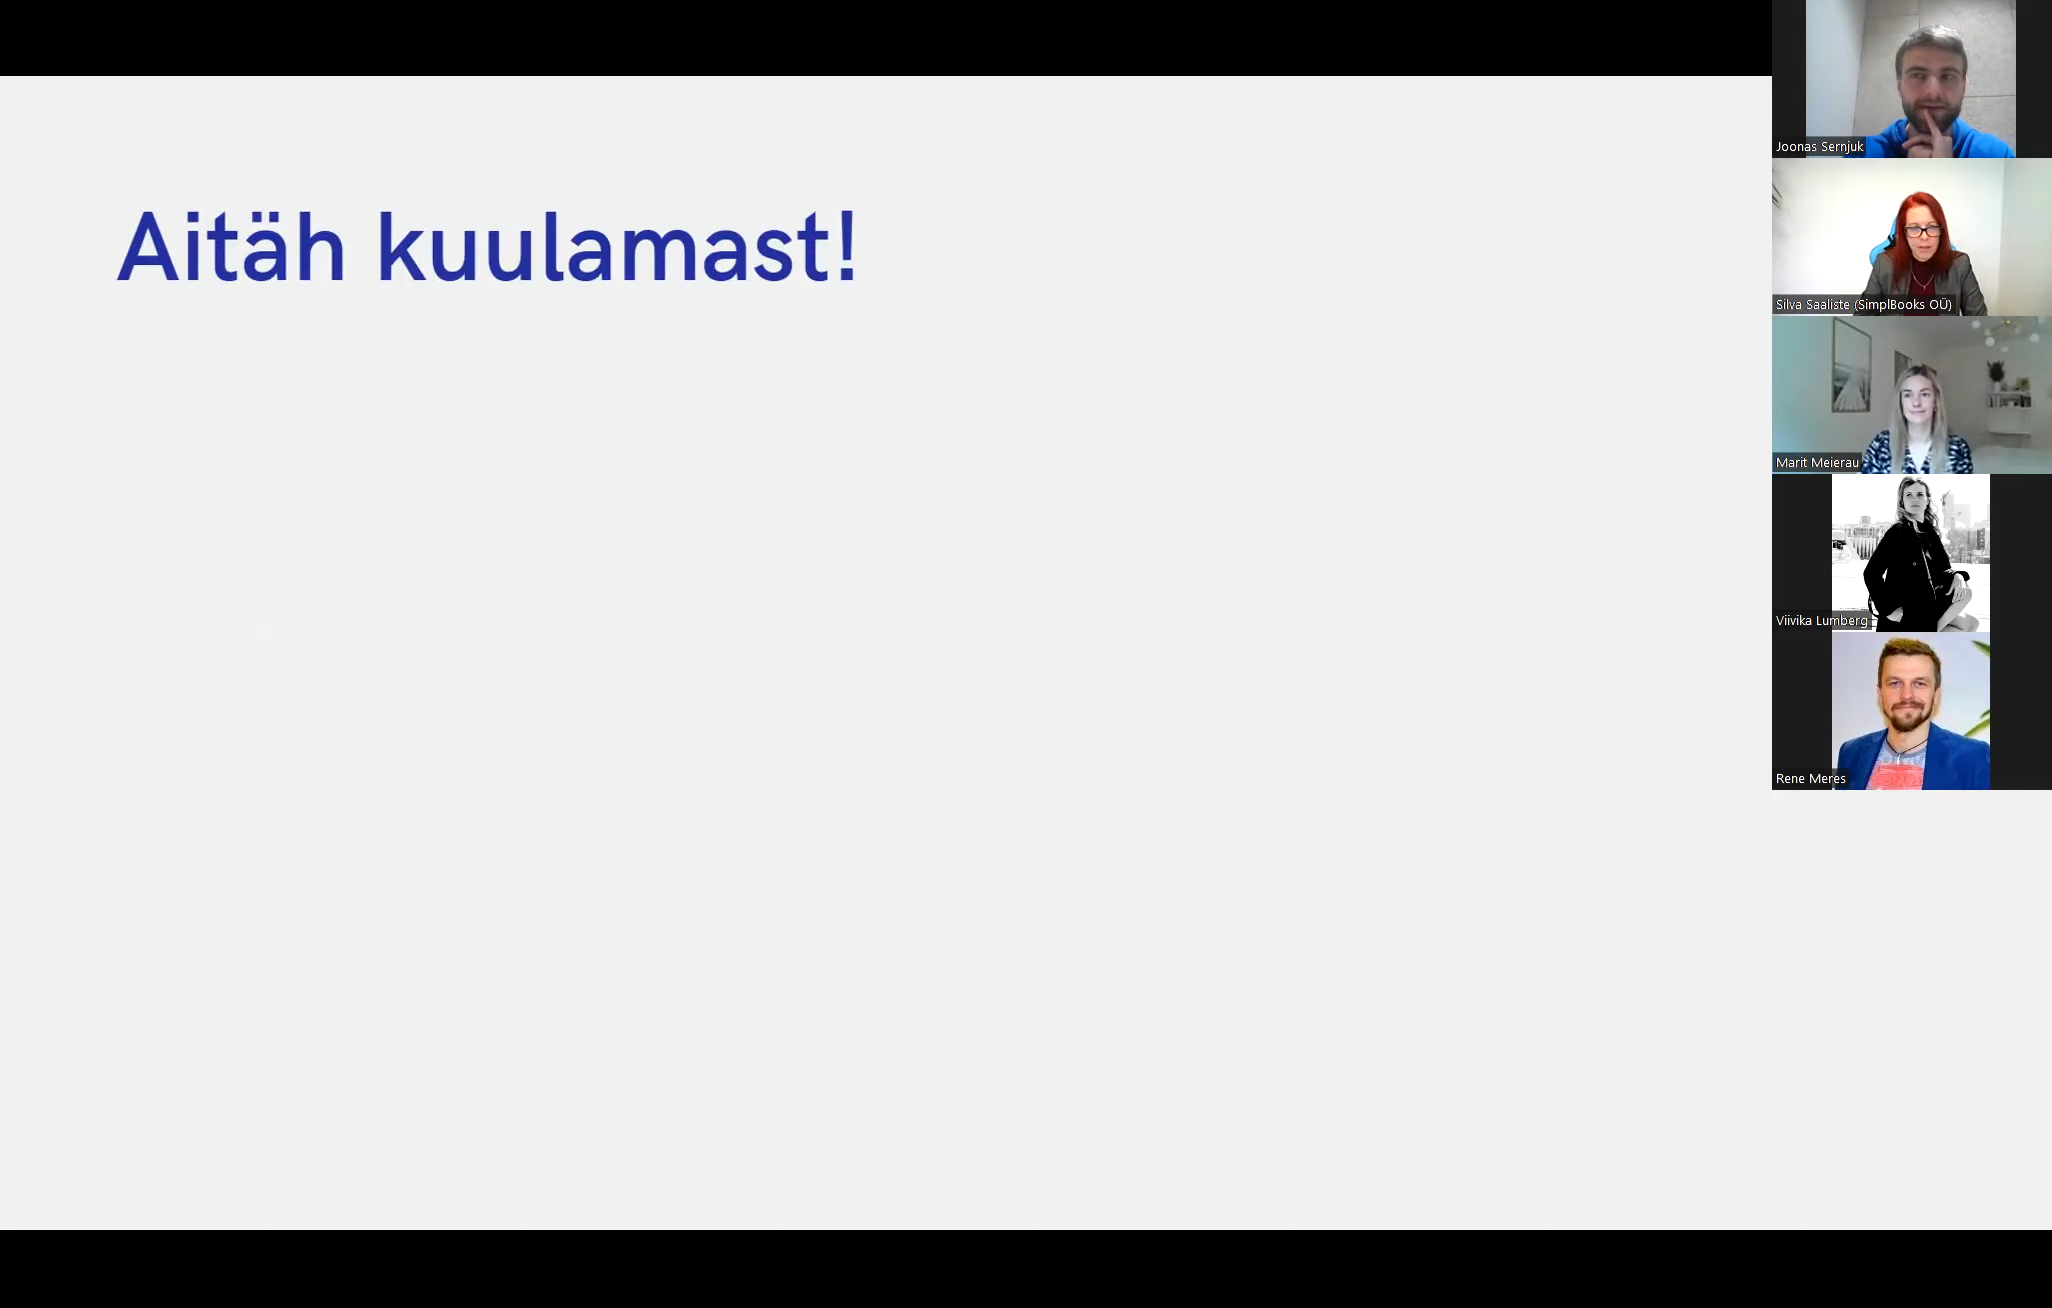 Aitäh kuulamast!
Joonas Sernjuk
Silva Saaliste (SimplBooks OÜ)
Marit Meierau
Viivika Lumberg
Rene Meres